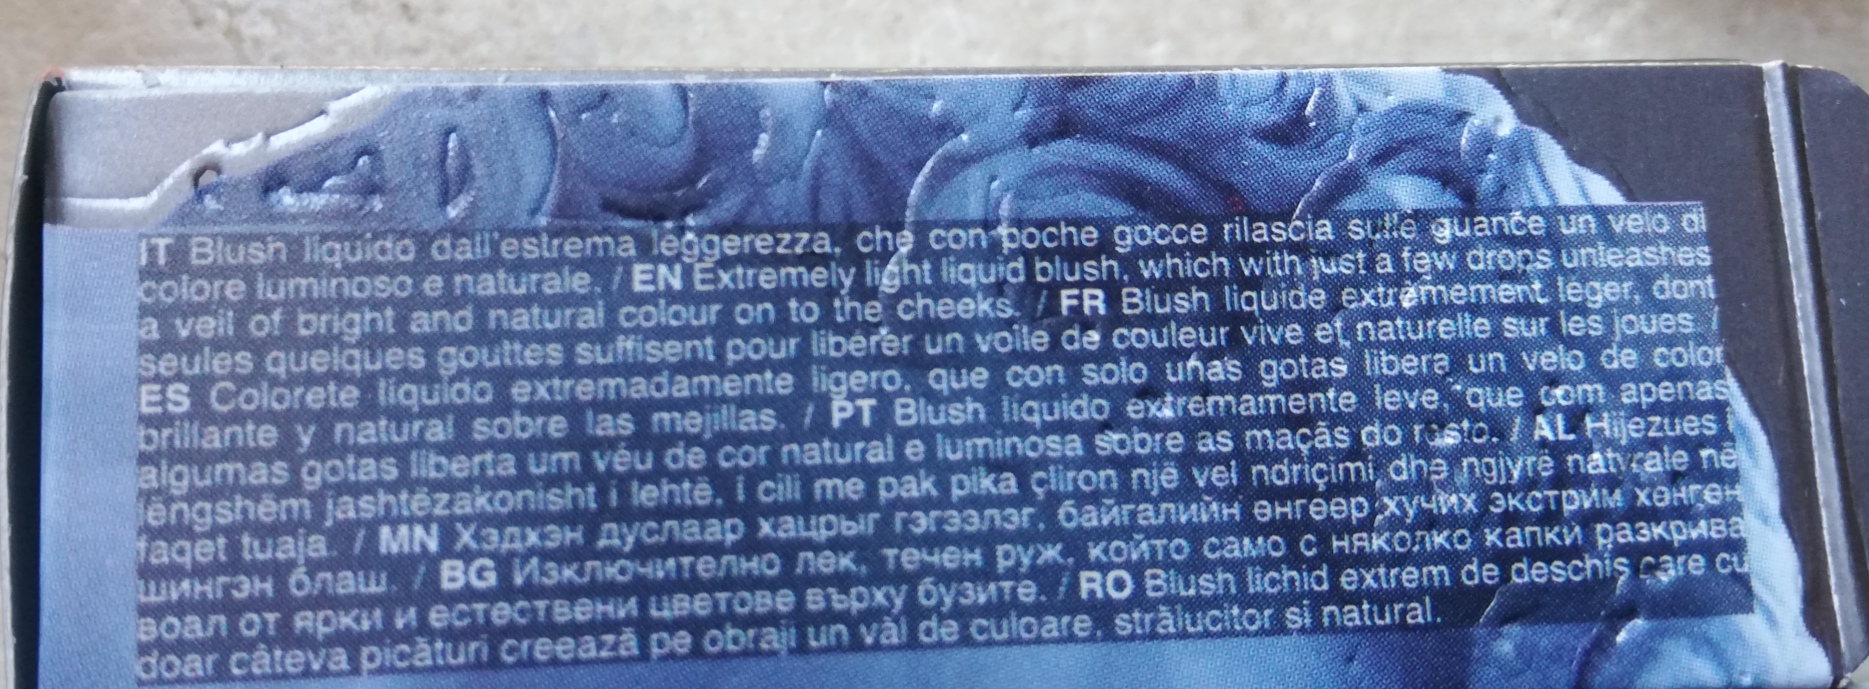 IT Blush liquido dall'estrema leggerezza, che con poche gocce rilascia sulle guance un velo di
colore luminoso e naturale. / EN Extremely light liquid blush, which with just a few drops unleashes
a veil of bright and natural colour on to the cheeks. / FR Blush liquide extrêmement léger, dont
seules quelques gouttes suffisent pour libérer un voile de couleur vive et naturelle sur les joues. /
ES Colorete líquido extremadamente ligero, que con solo unas gotas libera un velo de color
brillante y natural sobre las mejillas. / PT Blush líquido extremamente leve, que com apenas
algumas gotas liberta um véu de cor natural e luminosa sobre as maçãs do rosto. / AL Hijezues i
lëngshëm jashtëzakonisht i lehtë, i cili me pak pika çliron një vel ndriçimi dhe ngjyrë natyrale në
faqet tuaja. / MN Хэдхэн дуслаар хацрыг гэгээлэг, байгалийн өнгөөр хучих экстрим хөнгөн
шингэн блаш. / BG Изключително лек, течен руж, който само с няколко капки разкрива
воал от ярки и естествени цветове върху бузите. / RO Blush lichid extrem de deschis care cu
doar câteva picături creează pe obraji un văl de culoare, strălucitor si natural.